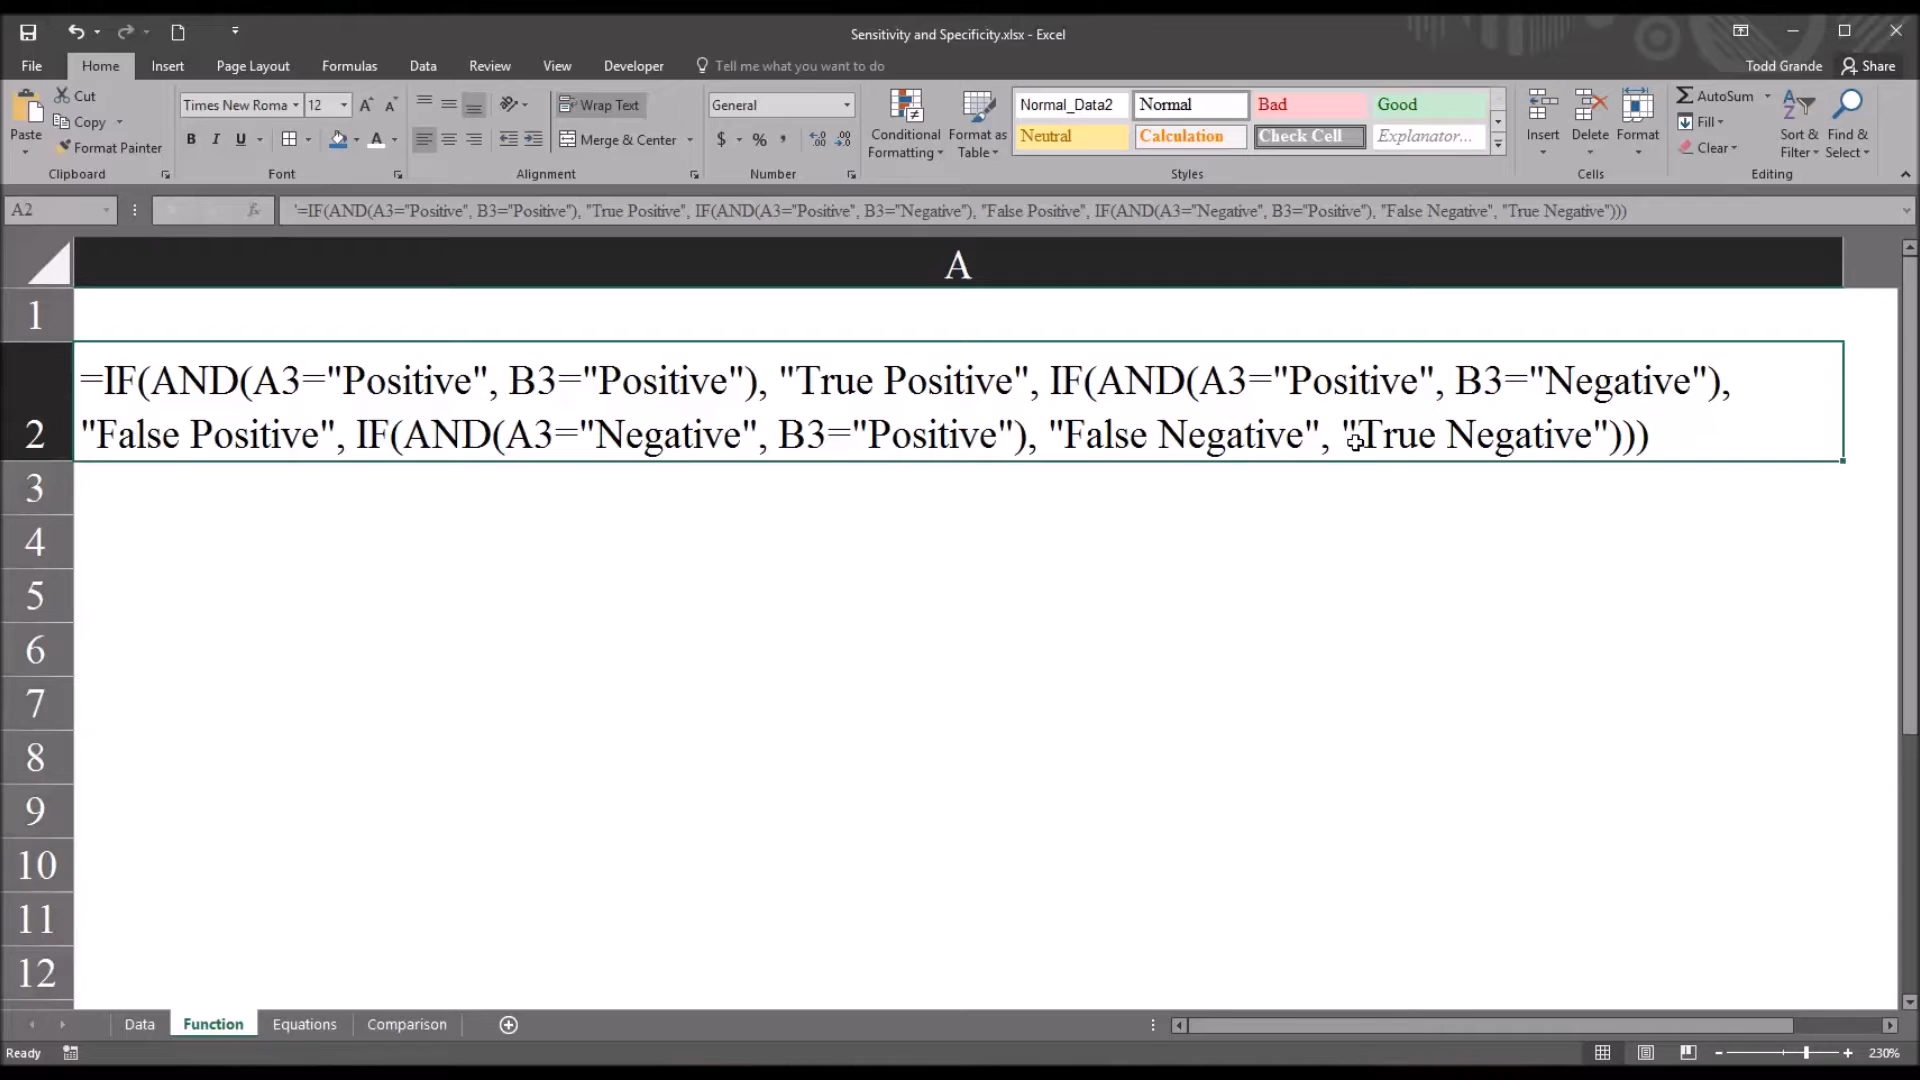 Sensitivity and Specificity.xlsx - Excel
File Home Insert Page Layout Formulas Data Review View Developer Tell me what you want to do Todd Grande Share
Paste
Cut
Copy
Format Painter
Clipboard
Times New Roma 12
B I U
Font
Wrap Text
Merge & Center
Alignment
General
$ % ,
Number
Conditional Formatting
Format as Table
Normal_Data2 Normal Bad Good
Neutral Calculation Check Cell Explanator...
Styles
Insert Delete Format
Cells
AutoSum
Fill
Clear
Sort & Filter
Find & Select
Editing
A2 fx '=IF(AND(A3="Positive", B3="Positive"), "True Positive", IF(AND(A3="Positive", B3="Negative"), "False Positive", IF(AND(A3="Negative", B3="Positive"), "False Negative", "True Negative")))
A
1
=IF(AND(A3="Positive", B3="Positive"), "True Positive", IF(AND(A3="Positive", B3="Negative"),
2 "False Positive", IF(AND(A3="Negative", B3="Positive"), "False Negative", "True Negative")))
3
4
5
6
7
8
9
10
11
12
Data Function Equations Comparison
Ready 230%